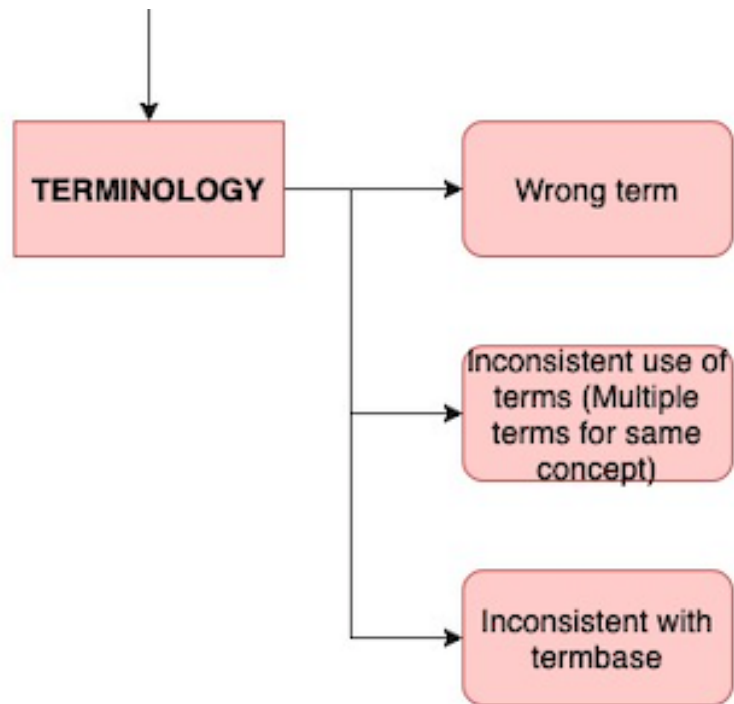 TERMINOLOGY
Wrong term
Inconsistent use of
terms (Multiple
terms for same
concept)
Inconsistent with
termbase